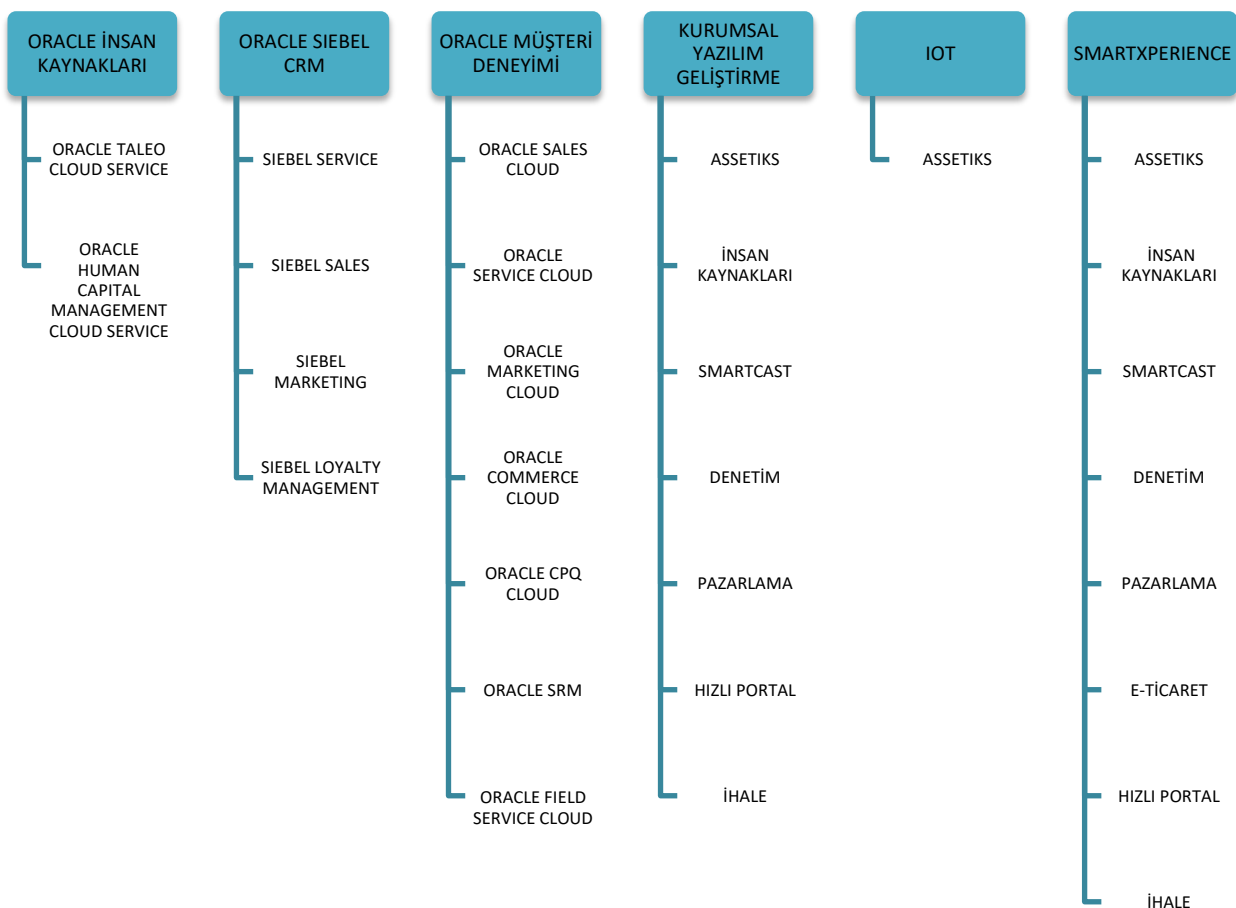 ORACLE İNSAN
KAYNAKLARI
ORACLE TALEO
CLOUD SERVICE
ORACLE
HUMAN
CAPITAL
MANAGEMENT
CLOUD SERVICE
ORACLE SIEBEL
CRM
SIEBEL SERVICE
SIEBEL SALES
SIEBEL
MARKETING
SIEBEL LOYALTY
MANAGEMENT
ORACLE MÜŞTERİ
DENEYİMİ
ORACLE SALES
CLOUD
ORACLE
SERVICE CLOUD
ORACLE
MARKETING
CLOUD
ORACLE
COMMERCE
CLOUD
ORACLE CPQ
CLOUD
ORACLE SRM
ORACLE FIELD
SERVICE CLOUD
KURUMSAL
YAZILIM
GELİŞTİRME
ASSETIKS
İNSAN
KAYNAKLARI
SMARTCAST
DENETİM
PAZARLAMA
HIZLI PORTAL
İHALE
IOT
ASSETIKS
SMARTXPERIENCE
ASSETIKS
İNSAN
KAYNAKLARI
SMARTCAST
DENETİM
PAZARLAMA
E-TİCARET
HIZLI PORTAL
İHALE